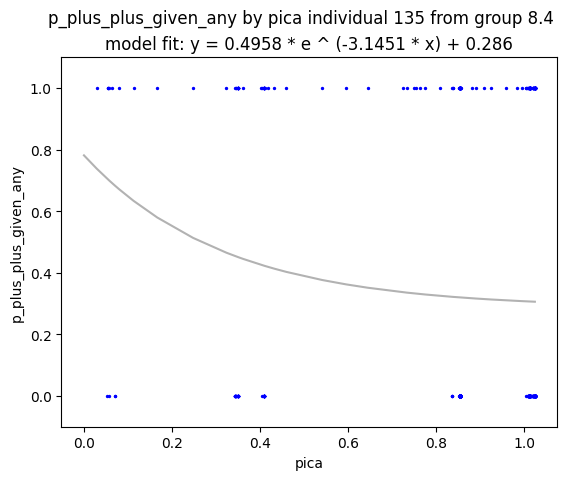 p_plus_plus_given_any by pica individual 135 from group 8.4
model fit: y = 0.4958 * e ^ (-3.1451 * x) + 0.286
1.0
0.8
0.6
0.4
0.2
0.0
p_plus_plus_given_any
0.0 0.2 0.4 0.6 0.8 1.0
pica